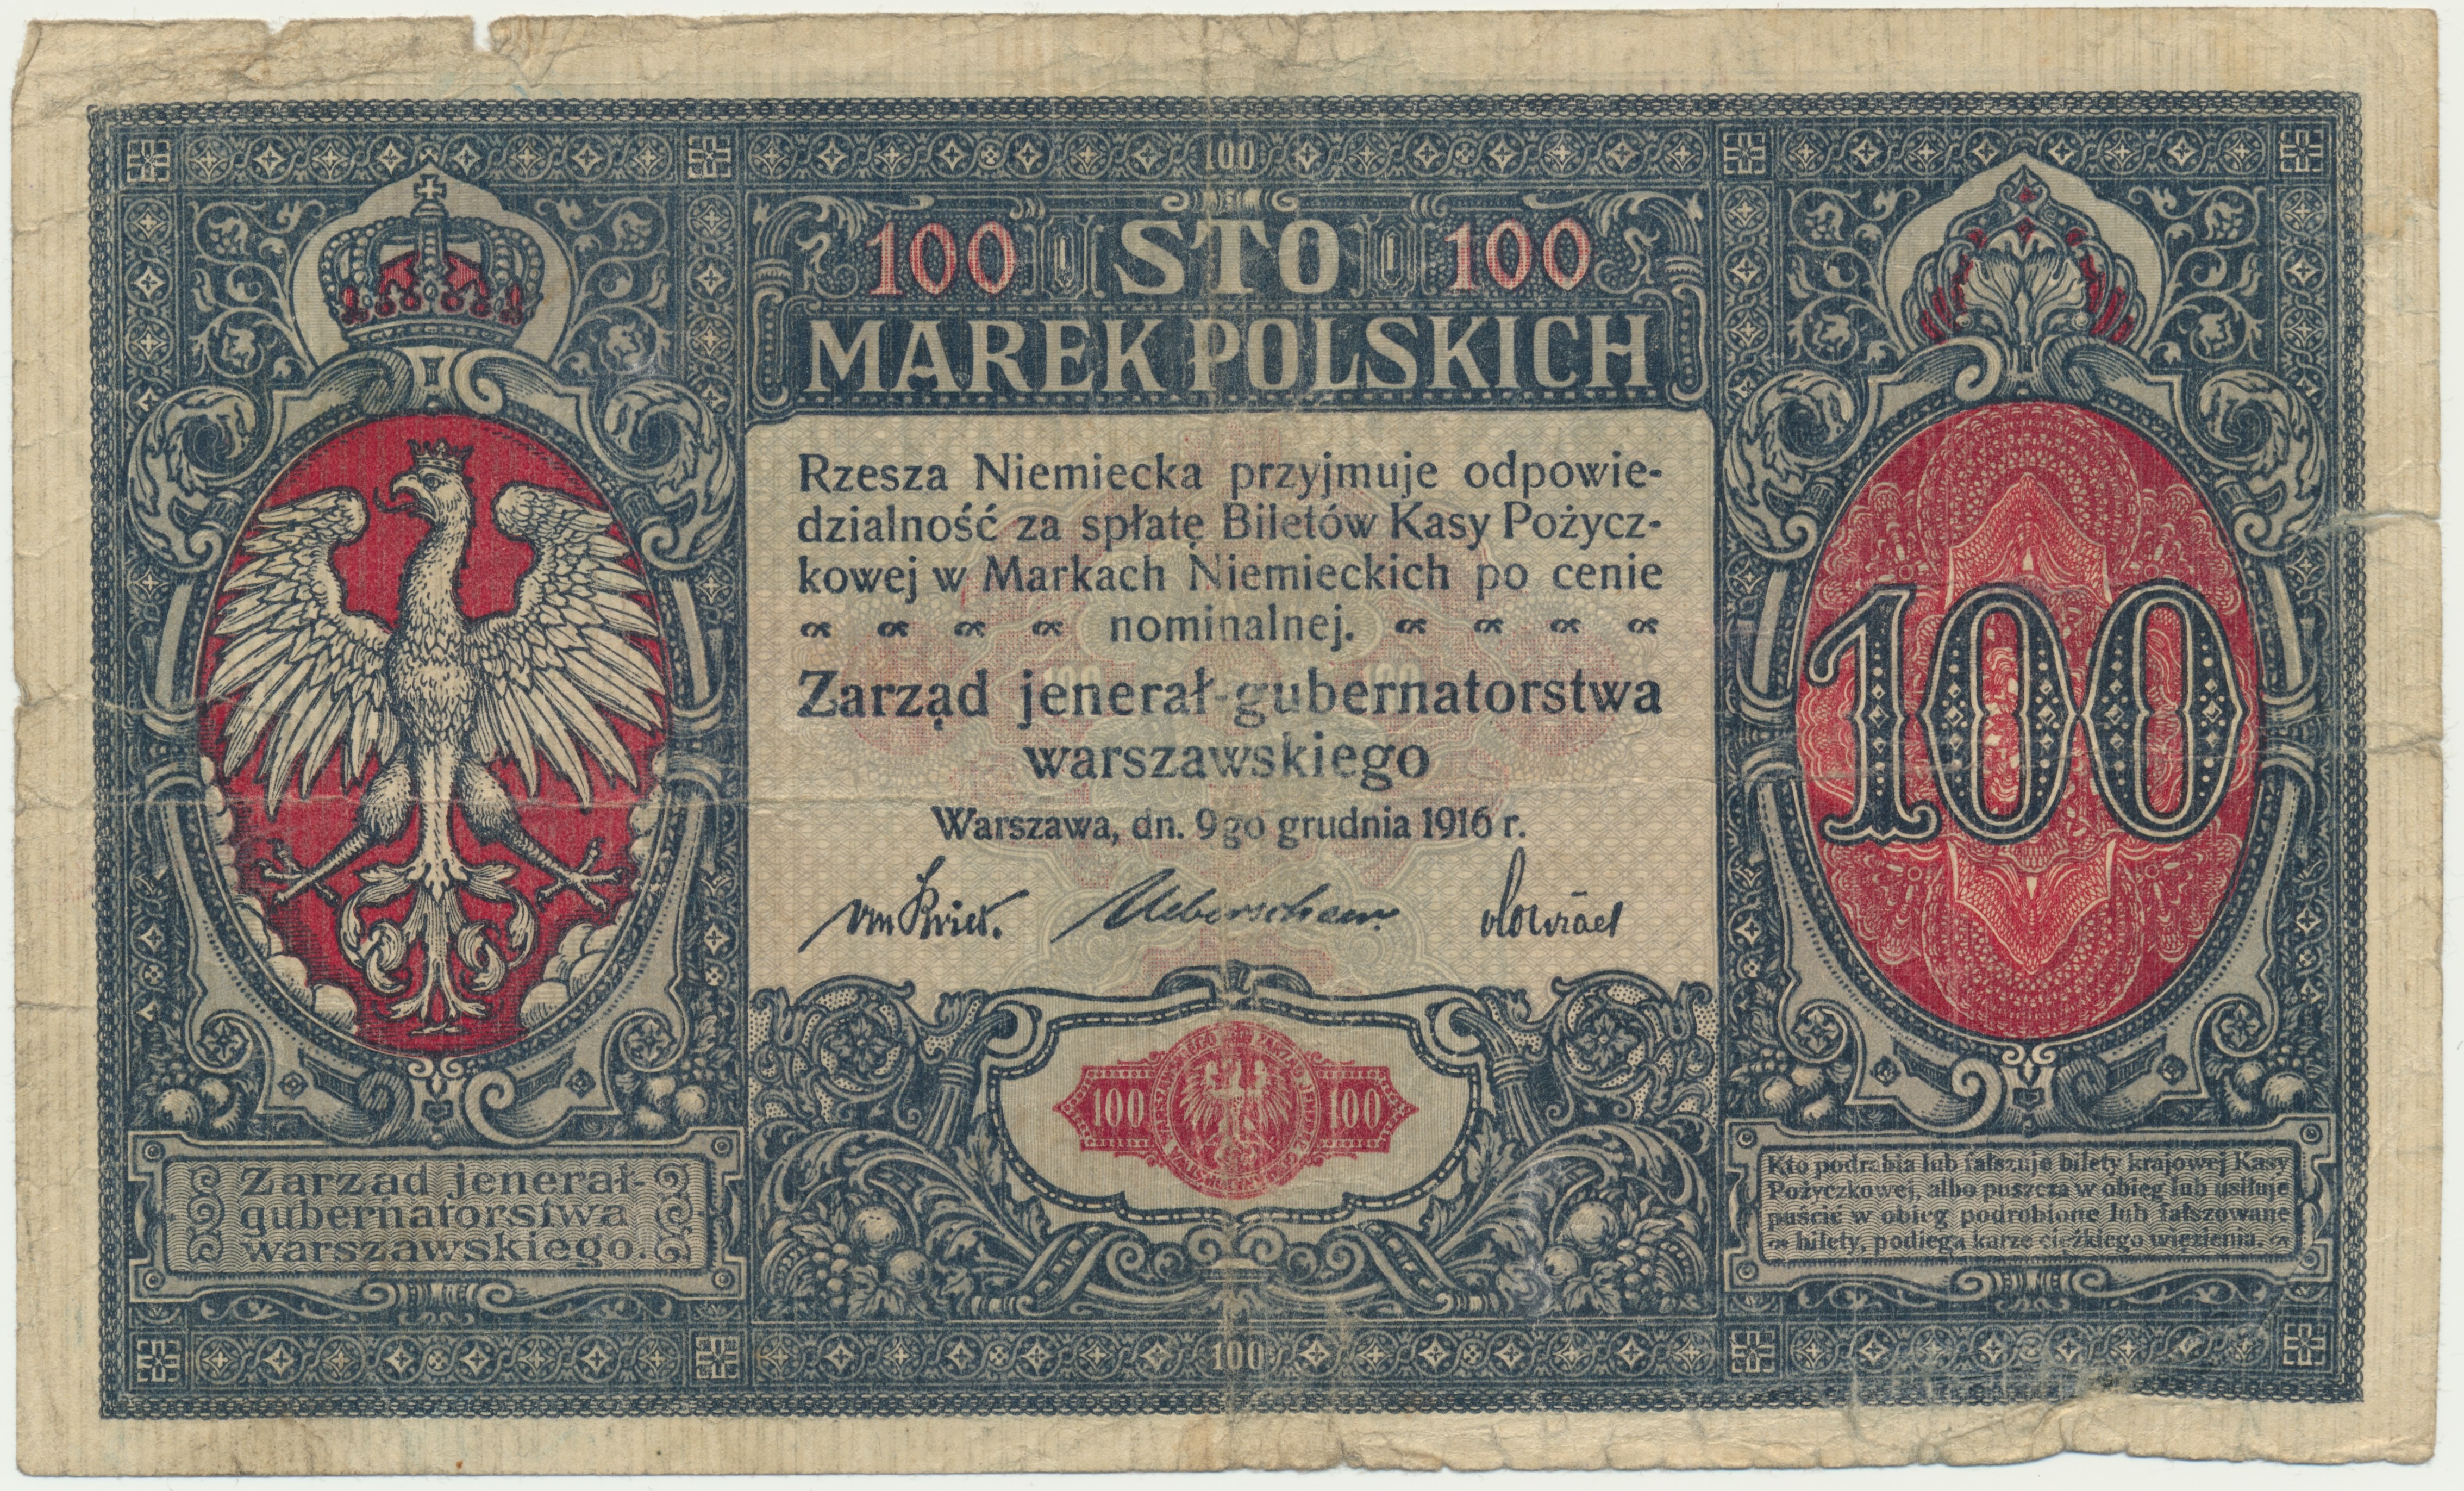 100
100 STO 100
MAREK POLSKICH
Rzesza Niemiecka przyjmuje odpowie-
dzialność za spłatę Biletów Kasy Pożycz-
kowej w Markach Niemieckich po cenie
nominalnej.
Zarząd jenerał-gubernatorstwa
warszawskiego
Warszawa, dn. 9go grudnia 1916 r.
100 100
100
100 100
Zarząd jenerał-
gubernatorstwa
warszawskiego.
Kto podrabia lub fałszuje bilety krajowej Kasy
Pożyczkowej, albo puszcza w obieg lub usiłuje
puścić w obieg podrobione lub fałszowane
bilety, podlega karze ciężkiego więzienia.
100